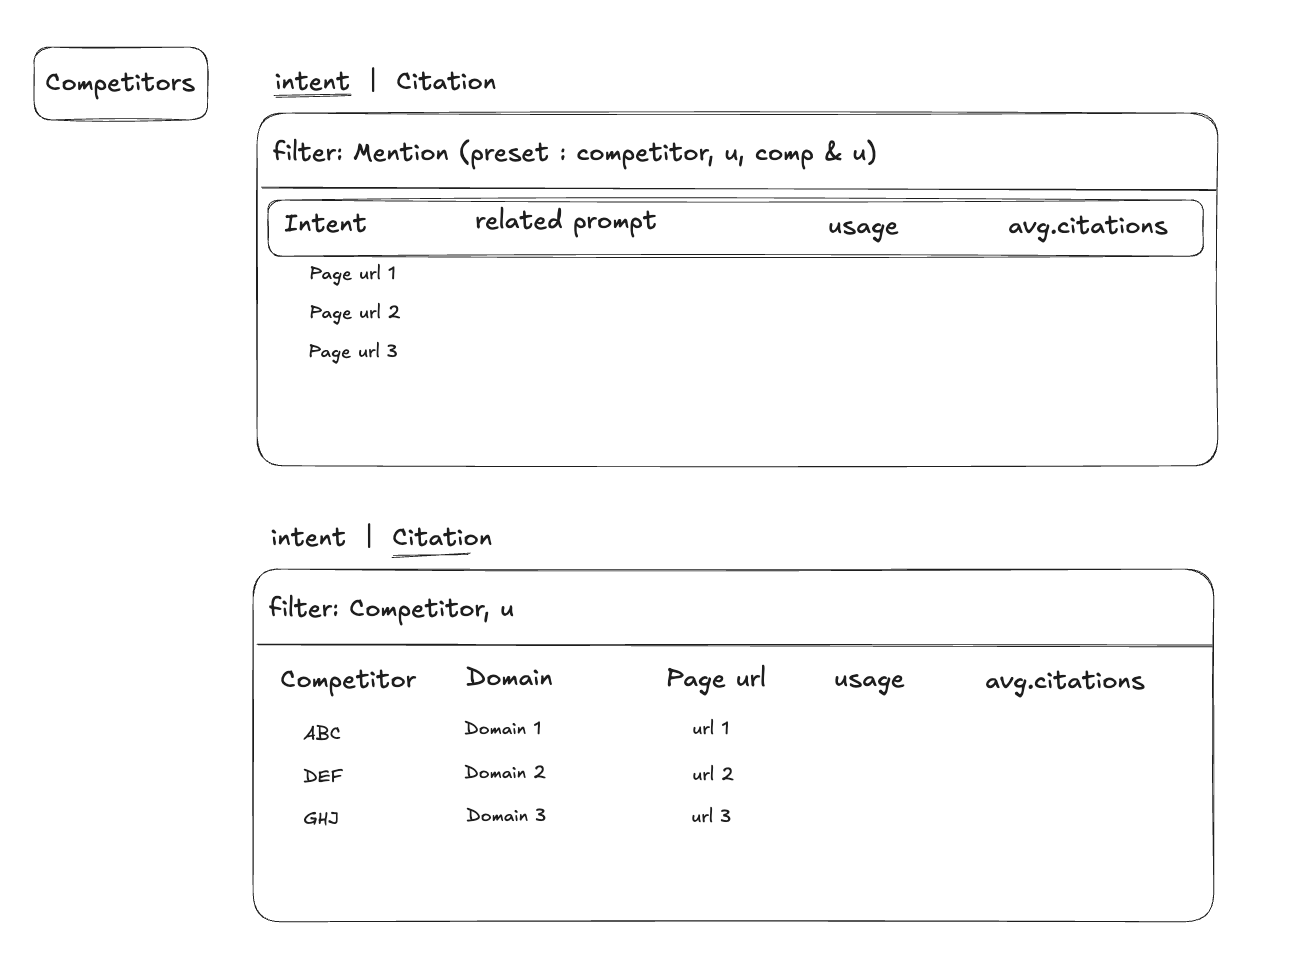 Competitors
intent | Citation
filter: Mention (preset : competitor, u, comp & u)
Intent related prompt usage avg.citations
Page url 1
Page url 2
Page url 3
intent | Citation
filter: Competitor, u
Competitor Domain Page url usage avg.citations
ABC Domain 1 url 1
DEF Domain 2 url 2
GHJ Domain 3 url 3